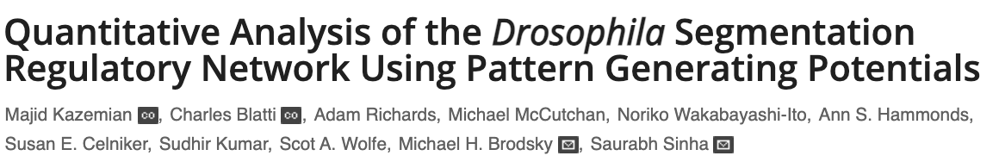 Quantitative Analysis of the Drosophila Segmentation
Regulatory Network Using Pattern Generating Potentials
Majid Kazemian co, Charles Blatti co, Adam Richards, Michael McCutchan, Noriko Wakabayashi-Ito, Ann S. Hammonds,
Susan E. Celniker, Sudhir Kumar, Scot A. Wolfe, Michael H. Brodsky, Saurabh Sinha